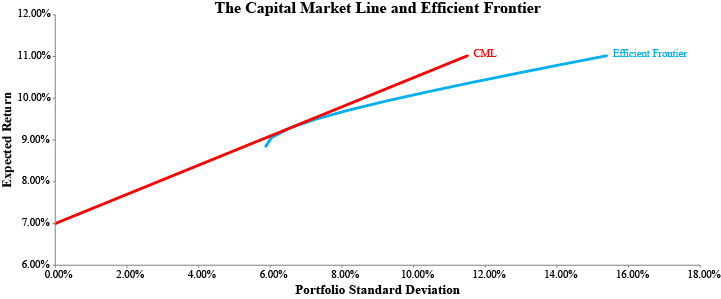 The Capital Market Line and Efficient Frontier
12.00%
11.00%
10.00%
9.00%
8.00%
7.00%
6.00%
Expected Return
CML
Efficient Frontier
0.00% 2.00% 4.00% 6.00% 8.00% 10.00% 12.00% 14.00% 16.00% 18.00%
Portfolio Standard Deviation